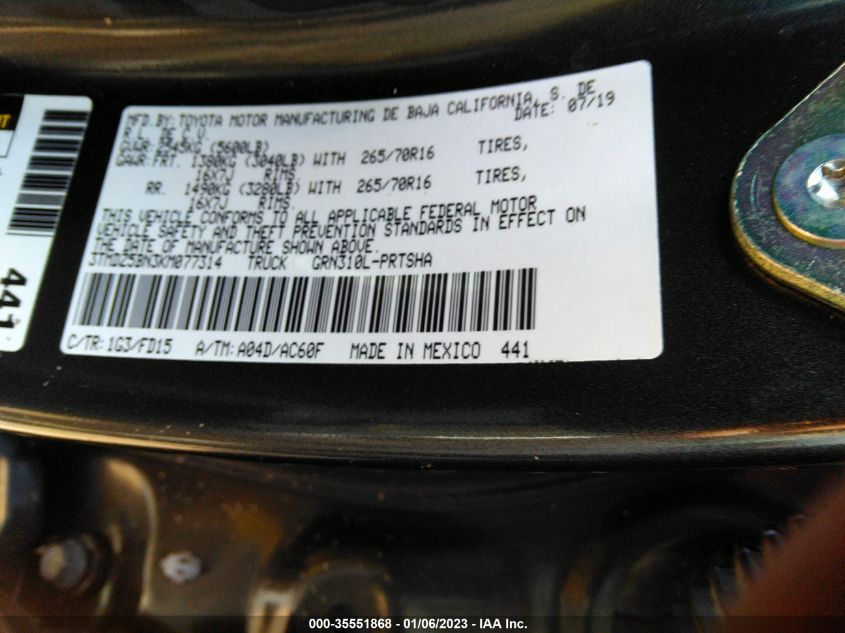 MFD.BY: TOYOTA MOTOR MANUFACTURING DE BAJA CALIFORNIA, S. DE
R.L. DE C.V. DATE: 07/19
GVWR: 2545KG (5600LB)
GAWR:FRT. 1380KG (3040LB) WITH 265/70R16 TIRES,
16X7J RIMS.
RR. 1490KG (3280LB) WITH 265/70R16 TIRES,
16X7J RIMS.
THIS VEHICLE CONFORMS TO ALL APPLICABLE FEDERAL MOTOR
VEHICLE SAFETY AND THEFT PREVENTION STANDARDS IN EFFECT ON
THE DATE OF MANUFACTURE SHOWN ABOVE.
3TMDZ5BN3KM077314 TRUCK GRN310L-PRTSHA
C/TR:1G3/FD15 A/TM:A04D/AC60F MADE IN MEXICO 441
441
000-35551868 - 01/06/2023 - IAA Inc.